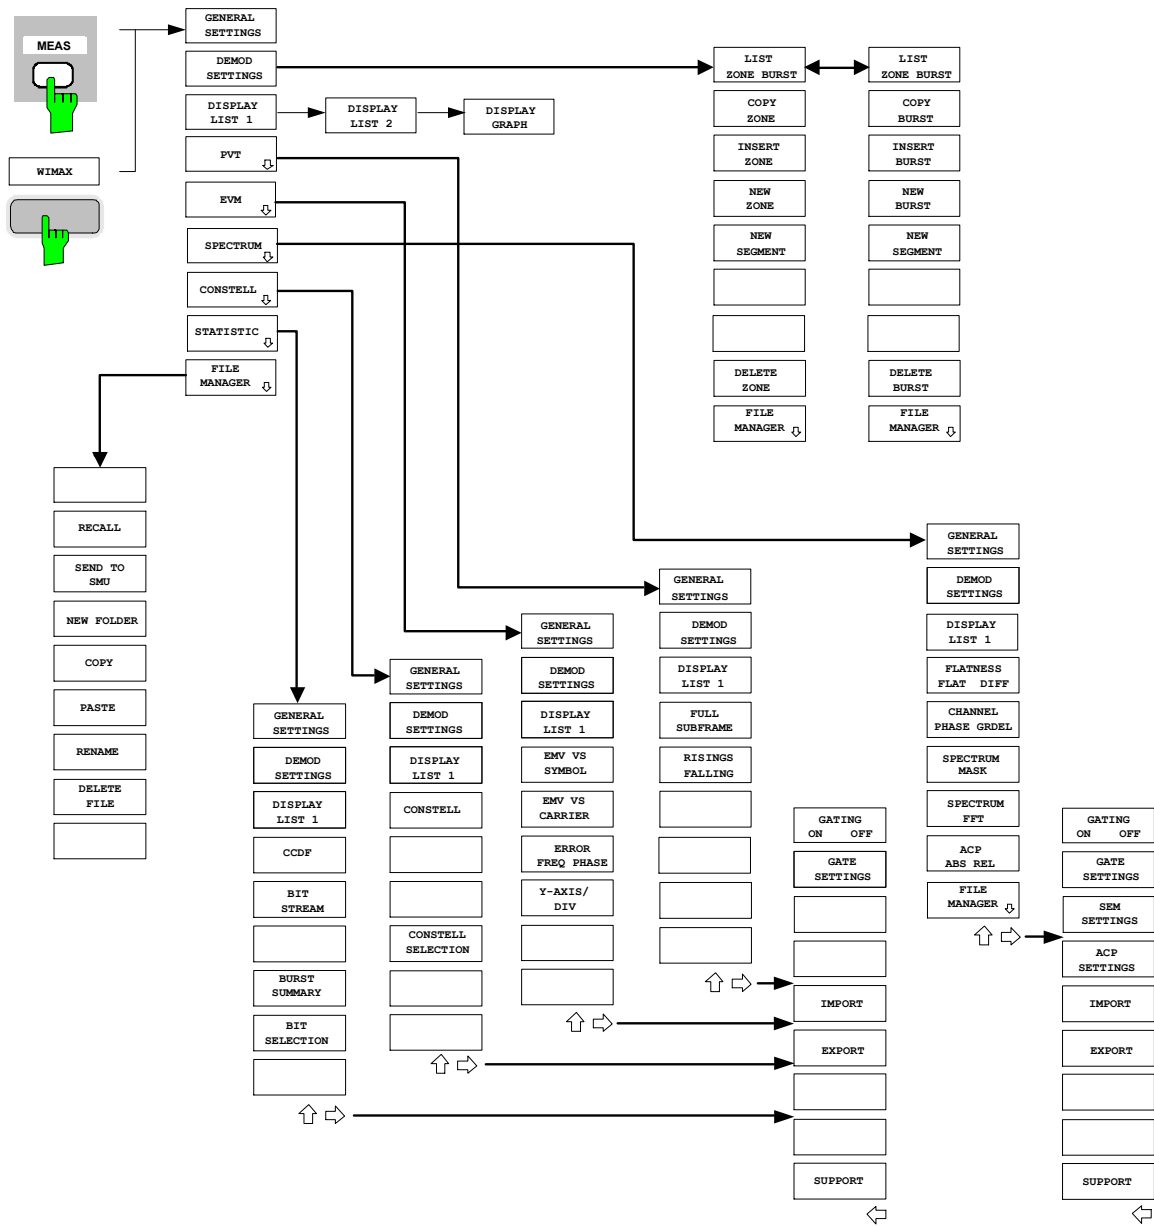 MEAS
WIMAX
GENERAL
SETTINGS
DEMOD
SETTINGS
DISPLAY
LIST 1
DISPLAY
LIST 2
DISPLAY
GRAPH
PVT
EVM
SPECTRUM
CONSTELL
STATISTIC
FILE
MANAGER
LIST
ZONE BURST
COPY
ZONE
INSERT
ZONE
NEW
ZONE
NEW
SEGMENT
DELETE
ZONE
FILE
MANAGER
LIST
ZONE BURST
COPY
BURST
INSERT
BURST
NEW
BURST
NEW
SEGMENT
DELETE
BURST
FILE
MANAGER
RECALL
SEND TO
SMU
NEW FOLDER
COPY
PASTE
RENAME
DELETE
FILE
GENERAL
SETTINGS
DEMOD
SETTINGS
DISPLAY
LIST 1
CCDF
BIT
STREAM
BURST
SUMMARY
BIT
SELECTION
GENERAL
SETTINGS
DEMOD
SETTINGS
DISPLAY
LIST 1
CONSTELL
CONSTELL
SELECTION
GENERAL
SETTINGS
DEMOD
SETTINGS
DISPLAY
LIST 1
EMV VS
SYMBOL
EMV VS
CARRIER
ERROR
FREQ PHASE
Y-AXIS/
DIV
GENERAL
SETTINGS
DEMOD
SETTINGS
DISPLAY
LIST 1
FULL
SUBFRAME
RISINGS
FALLING
GATING
ON OFF
GATE
SETTINGS
IMPORT
EXPORT
SUPPORT
GENERAL
SETTINGS
DEMOD
SETTINGS
DISPLAY
LIST 1
FLATNESS
FLAT DIFF
CHANNEL
PHASE GRDEL
SPECTRUM
MASK
SPECTRUM
FFT
ACP
ABS REL
FILE
MANAGER
GATING
ON OFF
GATE
SETTINGS
SEM
SETTINGS
ACP
SETTINGS
IMPORT
EXPORT
SUPPORT